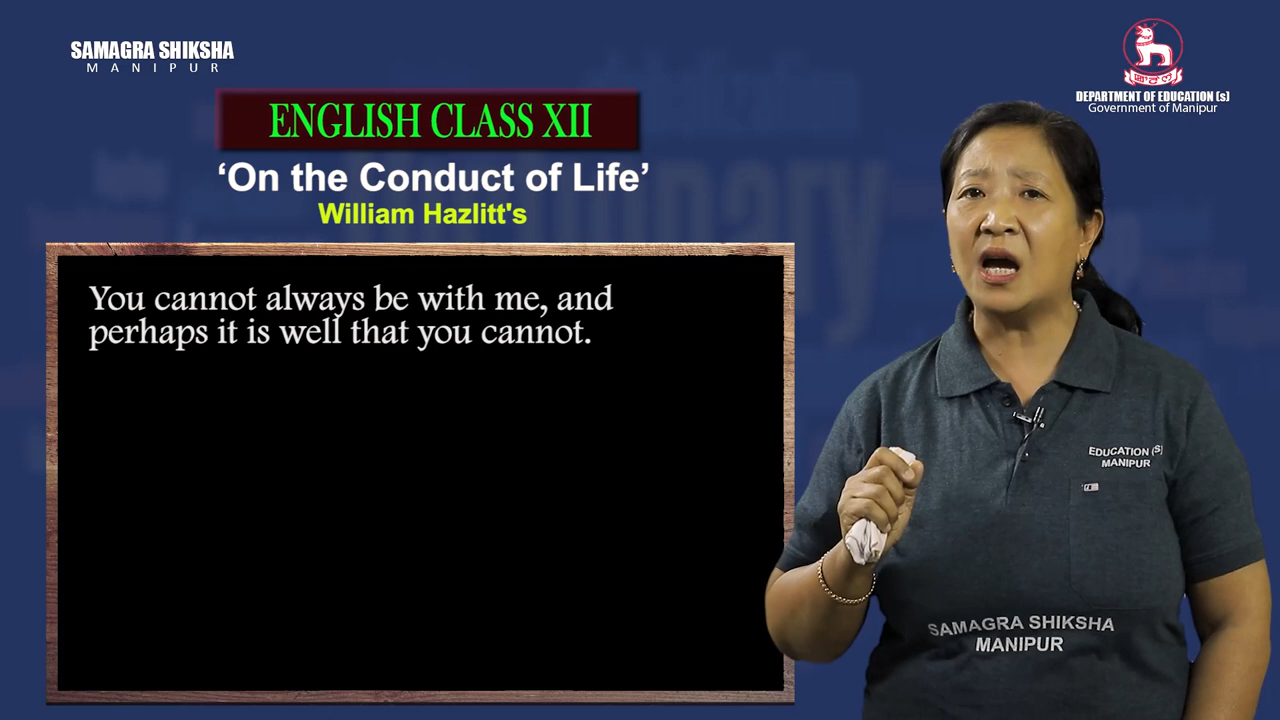 SAMAGRA SHIKSHA
MANIPUR
DEPARTMENT OF EDUCATION (s)
Government of Manipur
ENGLISH CLASS XII
‘On the Conduct of Life’
William Hazlitt's
You cannot always be with me, and
perhaps it is well that you cannot.
EDUCATION (S)
MANIPUR
SAMAGRA SHIKSHA
MANIPUR